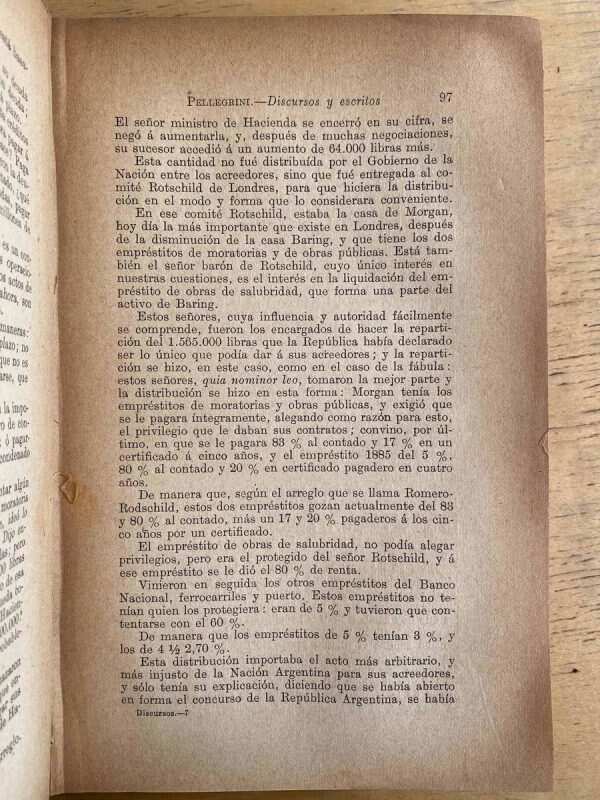 PELLEGRINI.—Discursos y escritos 97
El señor ministro de Hacienda se encerró en su cifra, se
negó á aumentarla, y, después de muchas negociaciones,
su sucesor accedió á un aumento de 64.000 libras más.
Esta cantidad no fué distribuída por el Gobierno de la
Nación entre los acreedores, sino que fué entregada al co-
mité Rotschild de Londres, para que hiciera la distribu-
ción en el modo y forma que lo considerara conveniente.
En ese comité Rotschild, estaba la casa de Morgan,
hoy día la más importante que existe en Londres, después
de la disminución de la casa Baring, y que tiene los dos
empréstitos de moratorias y de obras públicas. Está tam-
bién el señor barón de Rotschild, cuyo único interés en
nuestras cuestiones, es el interés en la liquidación del em-
préstito de obras de salubridad, que forma una parte del
activo de Baring.
Estos señores, cuya influencia y autoridad fácilmente
se comprende, fueron los encargados de hacer la reparti-
ción del 1.565.000 libras que la República había declarado
ser lo único que podía dar á sus acreedores; y la reparti-
ción se hizo, en este caso, como en el caso de la fábula:
estos señores, quia nominor leo, tomaron la mejor parte y
la distribución se hizo en esta forma: Morgan tenía los
empréstitos de moratorias y obras públicas, y exigió que
se le pagara íntegramente, alegando como razón para esto,
el privilegio que le daban sus contratos; convino, por úl-
timo, en que se le pagara 83 % al contado y 17 % en un
certificado á cinco años, y el empréstito 1885 del 5 %,
80 % al contado y 20 % en certificado pagadero en cuatro
años.
De manera que, según el arreglo que se llama Romero-
Rodschild, estos dos empréstitos gozan actualmente del 83
y 80 % al contado, más un 17 y 20 % pagaderos á los cin-
co años por un certificado.
El empréstito de obras de salubridad, no podía alegar
privilegios, pero era el protegido del señor Rotschild, y á
ese empréstito se le dió el 80 % de renta.
Vinieron en seguida los otros empréstitos del Banco
Nacional, ferrocarriles y puerto. Estos empréstitos no te-
nían quien los protegiera: eran de 5 % y tuvieron que con-
tentarse con el 60 %.
De manera que los empréstitos de 5 % tenían 3 %, y
los de 4 ½ 2,70 %.
Esta distribución importaba el acto más arbitrario, y
más injusto de la Nación Argentina para sus acreedores,
y sólo tenía su explicación, diciendo que se había abierto
en forma el concurso de la República Argentina, se había
Discursos.—7